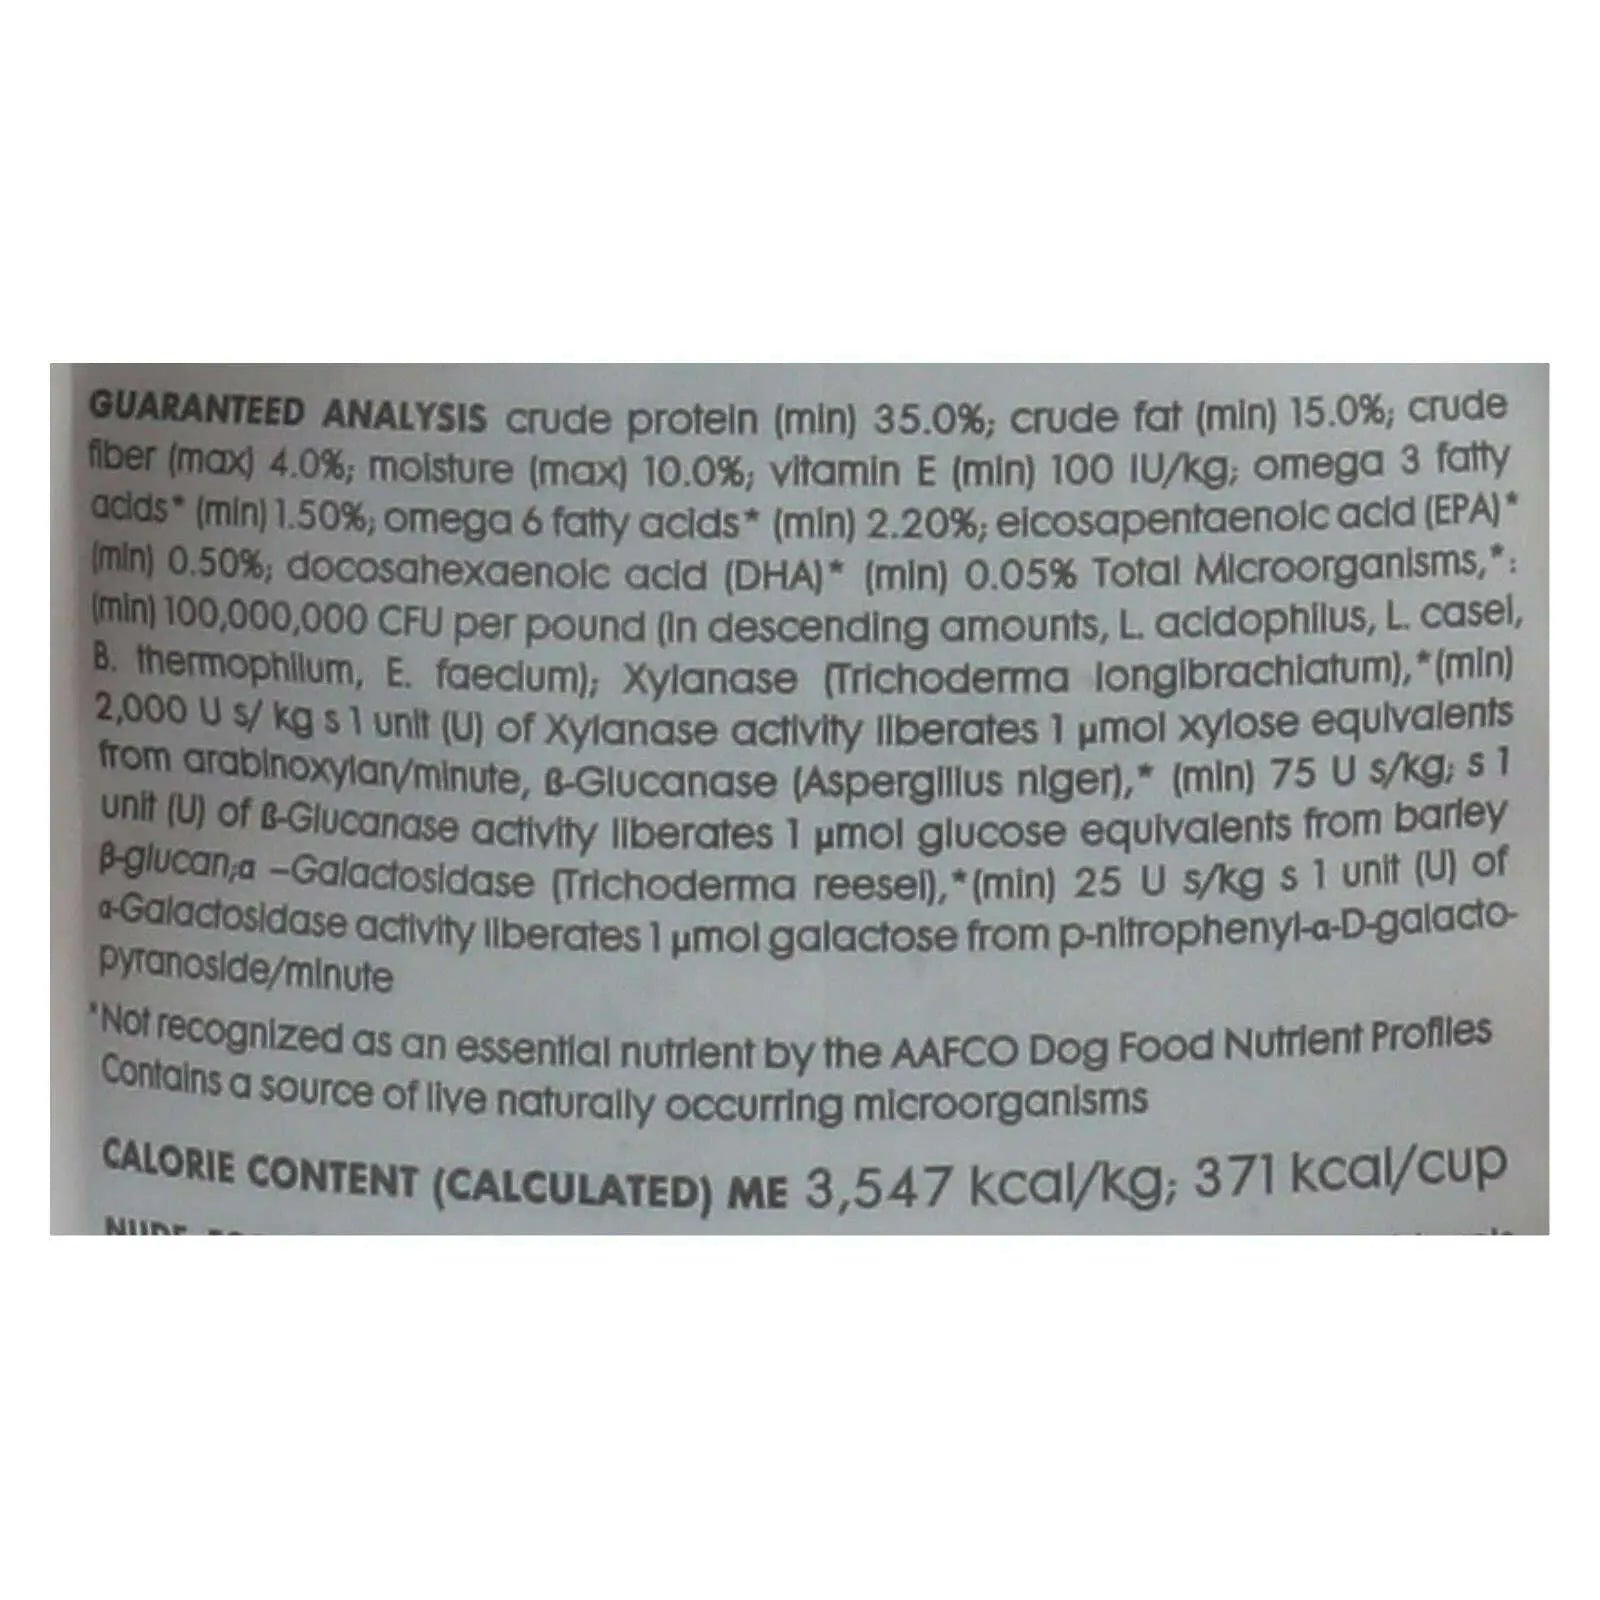 GUARANTEED ANALYSIS crude protein (min) 35.0%; crude fat (min) 15.0%; crude
fiber (max) 4.0%; moisture (max) 10.0%; vitamin E (min) 100 IU/kg; omega 3 fatty
acids* (min) 1.50%; omega 6 fatty acids* (min) 2.20%; eicosapentaenoic acid (EPA)*
(min) 0.50%; docosahexaenoic acid (DHA)* (min) 0.05% Total Microorganisms,*:
(min) 100,000,000 CFU per pound (in descending amounts, L. acidophilus, L. casei,
B. thermophilum, E. faecium); Xylanase (Trichoderma longibrachiatum),*(min)
2,000 U s/ kg s 1 unit (U) of Xylanase activity liberates 1 µmol xylose equivalents
from arabinoxylan/minute, ß-Glucanase (Aspergillus niger),* (min) 75 U s/kg; s 1
unit (U) of ß-Glucanase activity liberates 1 µmol glucose equivalents from barley
β-glucan;α –Galactosidase (Trichoderma reesei),*(min) 25 U s/kg s 1 unit (U) of
α-Galactosidase activity liberates 1 µmol galactose from p-nitrophenyl-α-D-galacto-
pyranoside/minute
*Not recognized as an essential nutrient by the AAFCO Dog Food Nutrient Profiles
Contains a source of live naturally occurring microorganisms
CALORIE CONTENT (CALCULATED) ME 3,547 kcal/kg; 371 kcal/cup